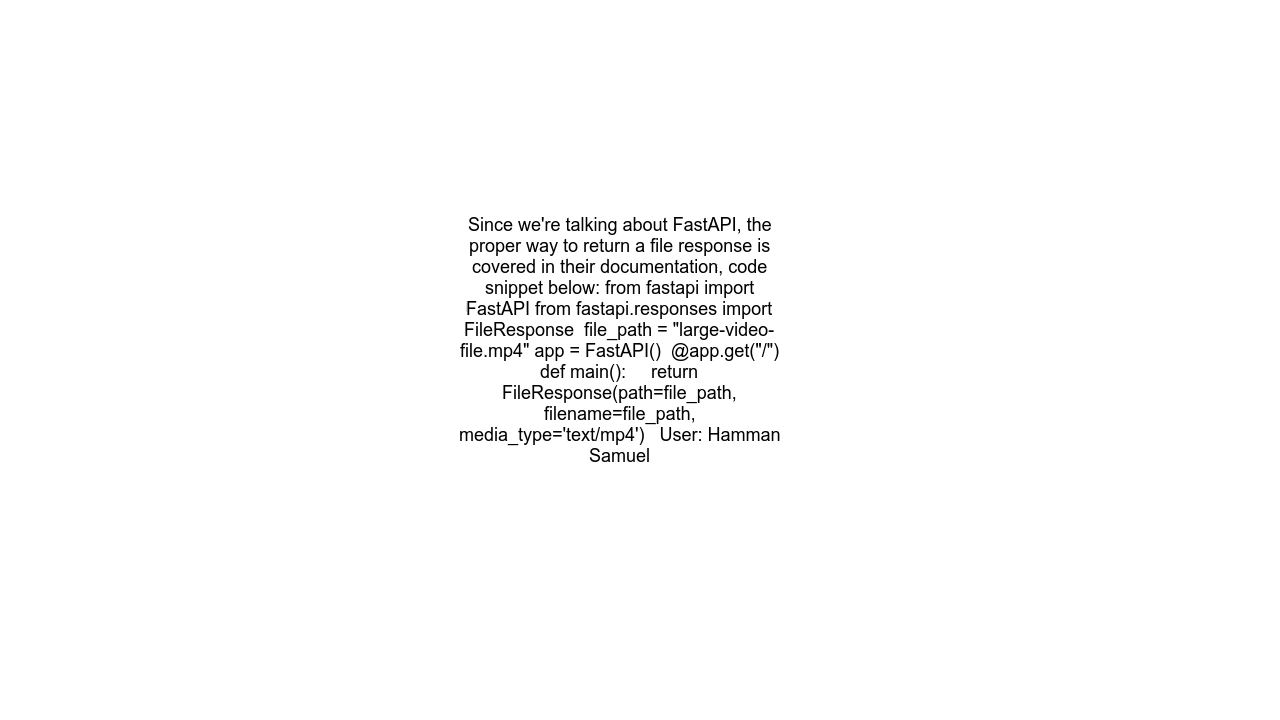 Since we're talking about FastAPI, the
proper way to return a file response is
covered in their documentation, code
snippet below: from fastapi import
FastAPI from fastapi.responses import
FileResponse  file_path = "large-video-
file.mp4" app = FastAPI()  @app.get("/")
def main():     return
FileResponse(path=file_path,
filename=file_path,
media_type='text/mp4')   User: Hamman
Samuel